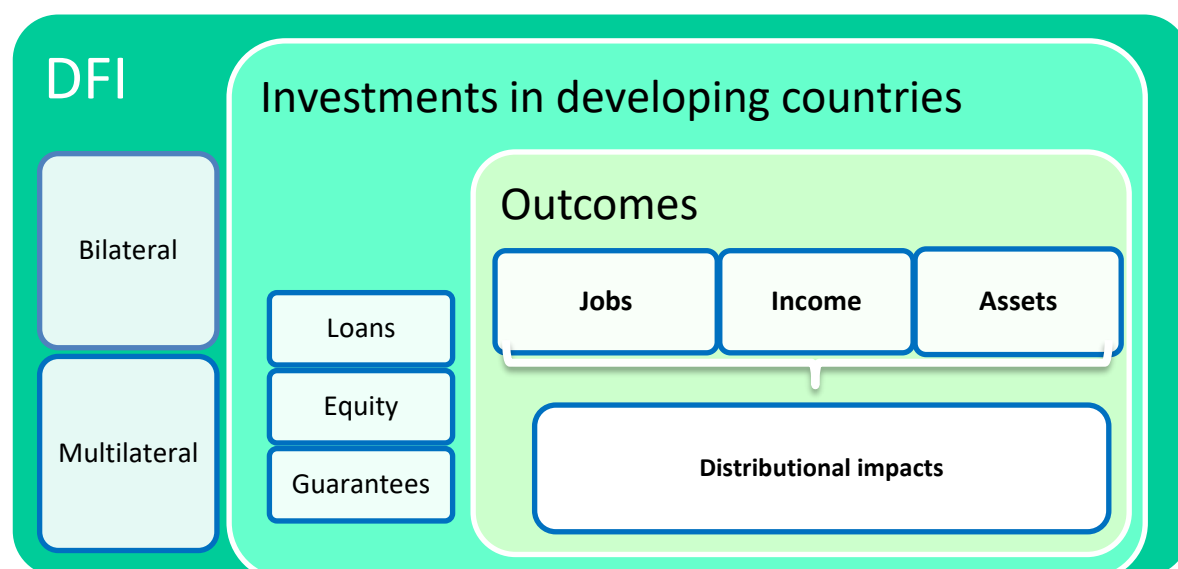 DFI
Investments in developing countries
Bilateral
Multilateral
Loans
Equity
Guarantees
Outcomes
Jobs
Income
Assets
Distributional impacts